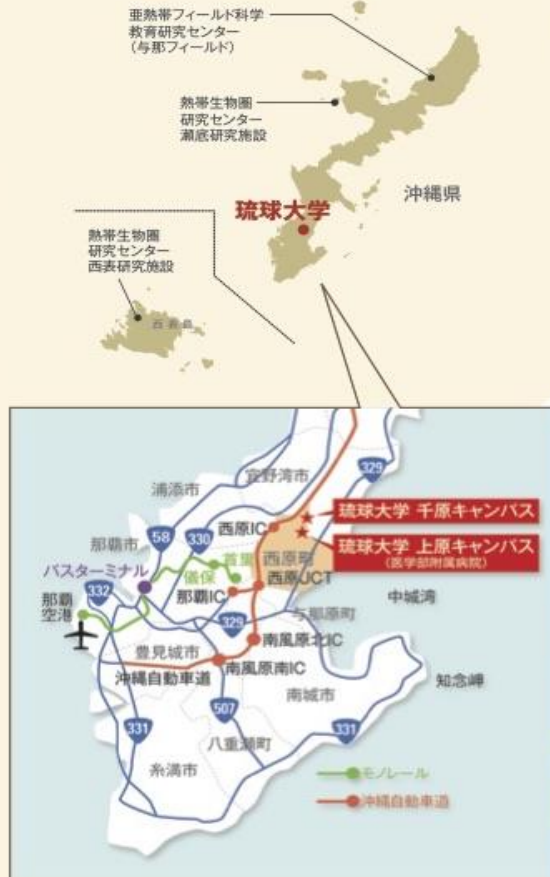 亜熱帯フィールド科学
教育研究センター
(与那フィールド)
熱帯生物圏
研究センター
瀬底研究施設
沖縄県
琉球大学
熱帯生物圏
研究センター
西表研究施設
西表島
329
宜野湾市
浦添市
琉球大学 千原キャンパス
西原IC
58
330
那覇市
琉球大学 上原キャンパス
(医学部附属病院)
首里
西原町
バスターミナル
儀保
西原JCT
332
那覇IC
中城湾
那覇
空港
329
与那原町
南風原北IC
豊見城市
南風原南IC
知念岬
沖縄自動車道
南城市
507
331
331
八重瀬町
糸満市
モノレール
沖縄自動車道